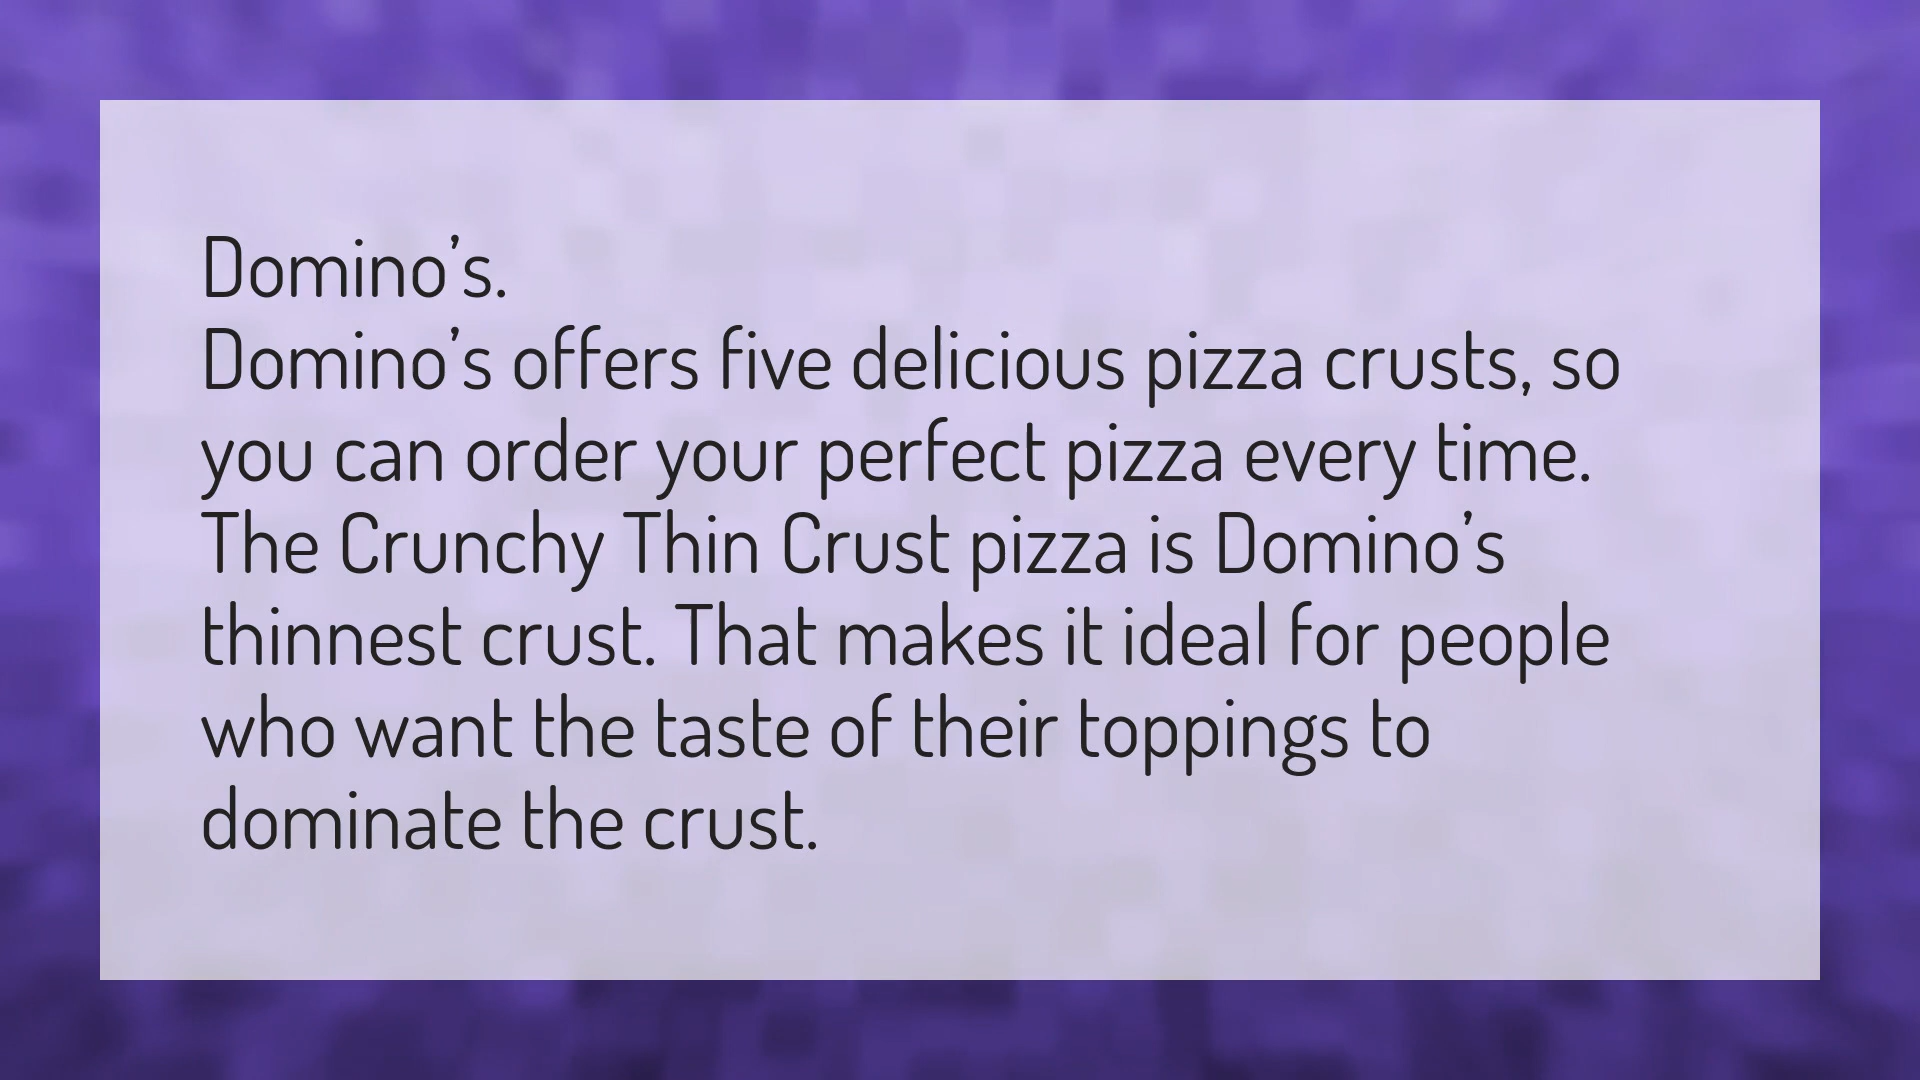 Domino’s.
Domino’s offers five delicious pizza crusts, so
you can order your perfect pizza every time.
The Crunchy Thin Crust pizza is Domino’s
thinnest crust. That makes it ideal for people
who want the taste of their toppings to
dominate the crust.